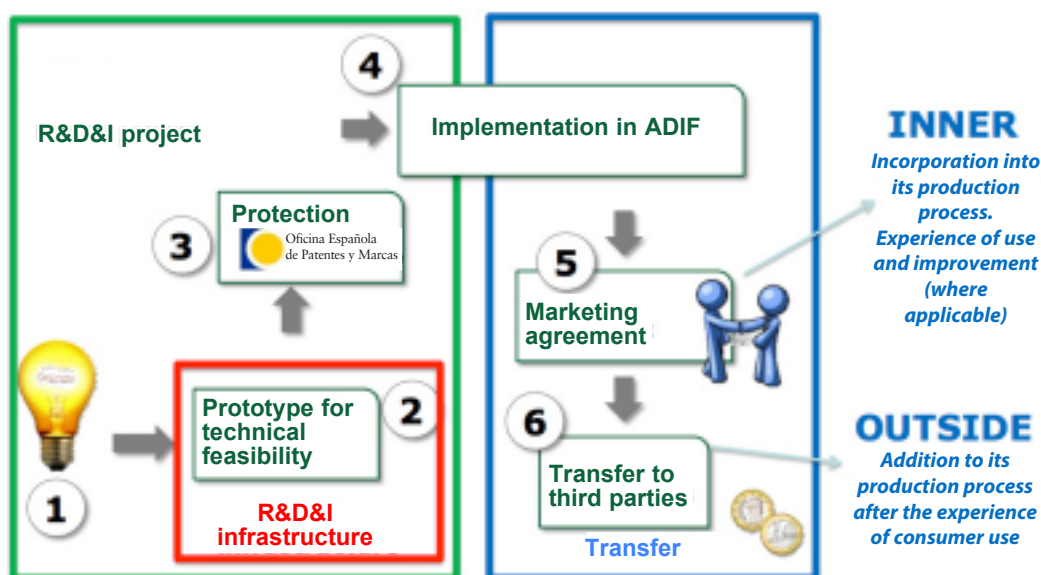 4
R&D&I project
Implementation in ADIF
3
Protection
Oficina Española
de Patentes y Marcas
1
2
Prototype for
technical
feasibility
R&D&I
infrastructure
5
Marketing
agreement
6
Transfer to
third parties
Transfer
INNER
Incorporation into
its production
process.
Experience of use
and improvement
(where
applicable)
OUTSIDE
Addition to its
production process
after the experience
of consumer use